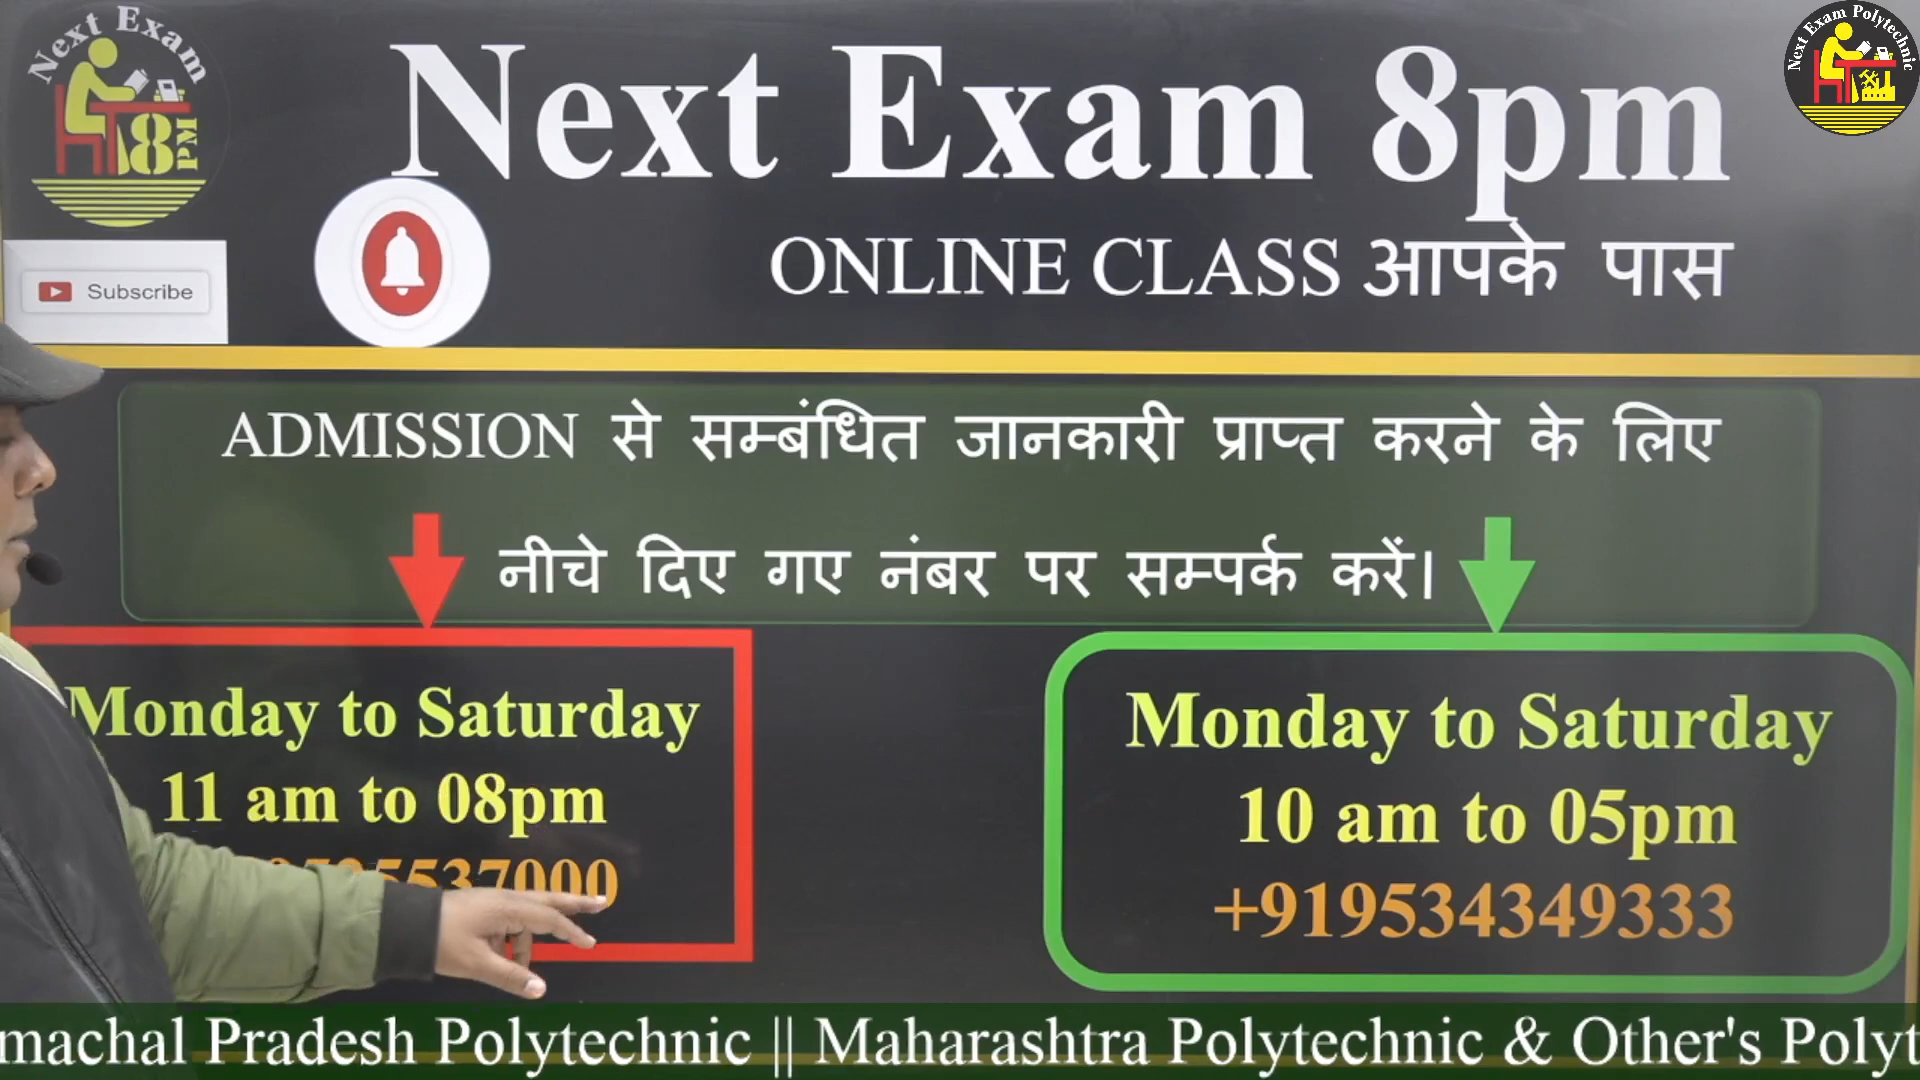 Next Exam
8 PM
Next Exam Polytechnic
Next Exam 8pm
ONLINE CLASS आपके पास
Subscribe
ADMISSION से सम्बंधित जानकारी प्राप्त करने के लिए
नीचे दिए गए नंबर पर सम्पर्क करें।
Monday to Saturday
11 am to 08pm
Monday to Saturday
10 am to 05pm
+919534349333
Pradesh Polytechnic || Maharashtra Polytechnic & Other's